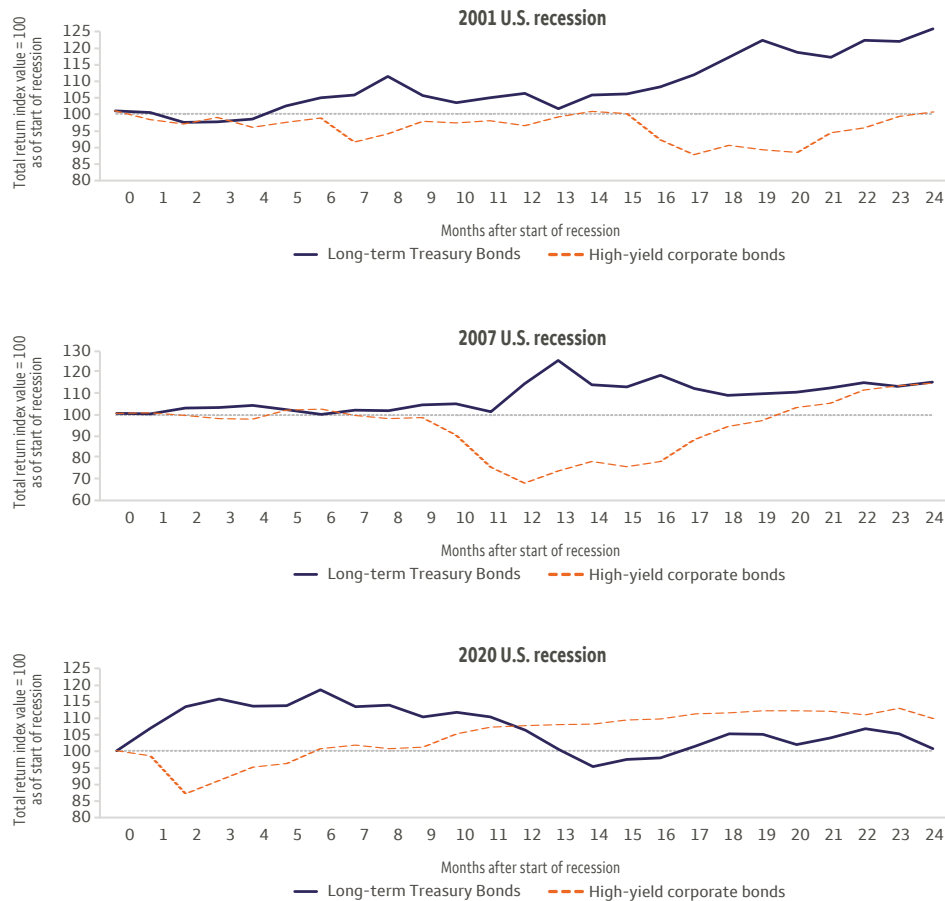 2001 U.S. recession
Total return index value = 100
as of start of recession
125
120
115
110
105
100
95
90
85
80
0 1 2 3 4 5 6 7 8 9 10 11 12 13 14 15 16 17 18 19 20 21 22 23 24
Months after start of recession
Long-term Treasury Bonds High-yield corporate bonds
2007 U.S. recession
Total return index value = 100
as of start of recession
130
120
110
100
90
80
70
60
0 1 2 3 4 5 6 7 8 9 10 11 12 13 14 15 16 17 18 19 20 21 22 23 24
Months after start of recession
Long-term Treasury Bonds High-yield corporate bonds
2020 U.S. recession
Total return index value = 100
as of start of recession
125
120
115
110
105
100
95
90
85
80
0 1 2 3 4 5 6 7 8 9 10 11 12 13 14 15 16 17 18 19 20 21 22 23 24
Months after start of recession
Long-term Treasury Bonds High-yield corporate bonds